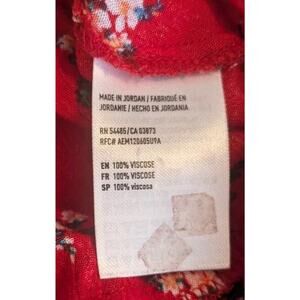 MADE IN JORDAN / FABRIQUÉ EN
JORDANIE / HECHO EN JORDANIA
RN 54485/CA 03873
RFC# AEM120605U9A
EN 100% VISCOSE
FR 100% VISCOSE
SP 100% viscosa